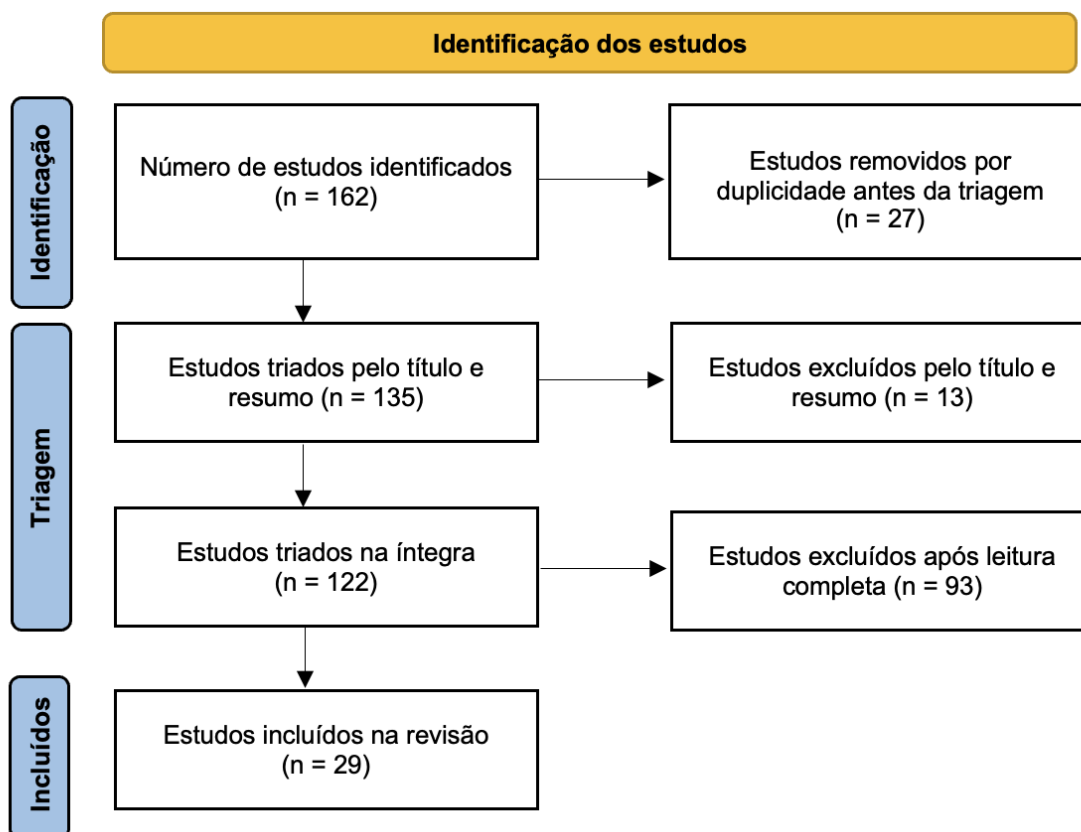 Identificação dos estudos
Identificação
Número de estudos identificados
(n = 162)
Estudos removidos por
duplicidade antes da triagem
(n = 27)
Triagem
Estudos triados pelo título e
resumo (n = 135)
Estudos excluídos pelo título e
resumo (n = 13)
Estudos triados na íntegra
(n = 122)
Estudos excluídos após leitura
completa (n = 93)
Incluídos
Estudos incluídos na revisão
(n = 29)